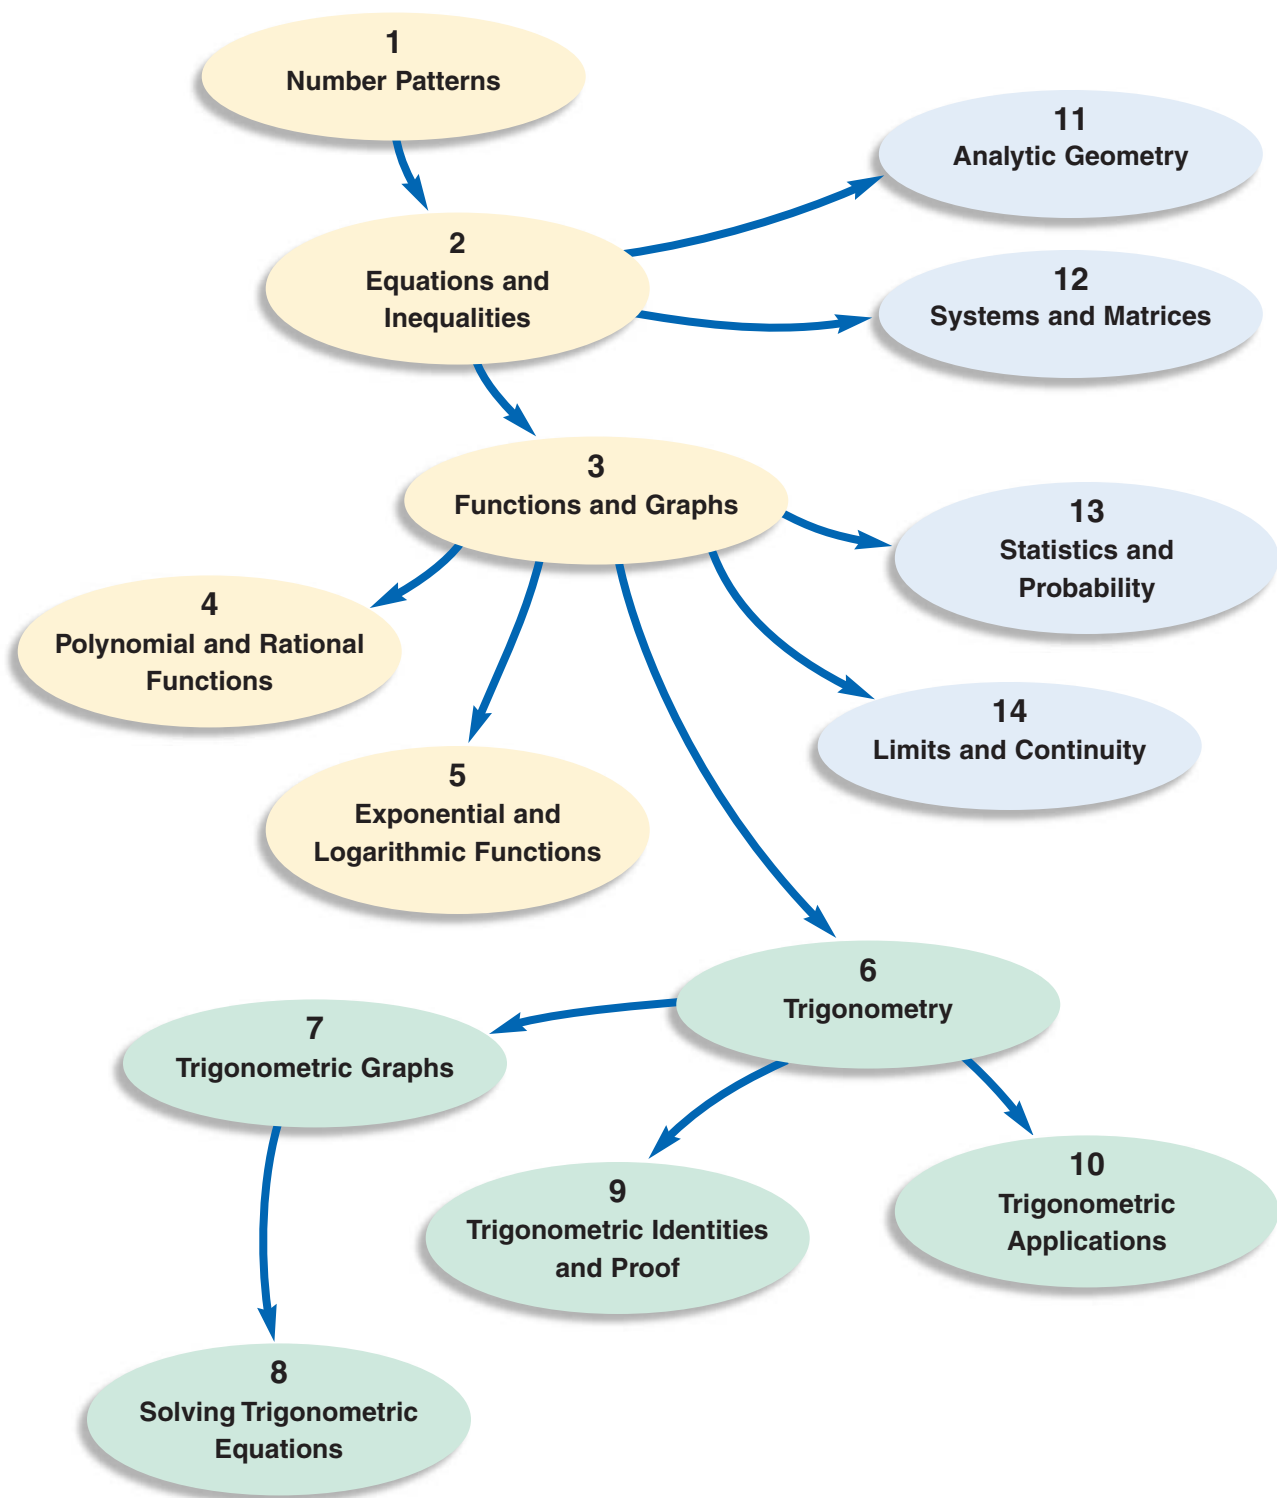 1
Number Patterns
11
Analytic Geometry
2
Equations and
Inequalities
12
Systems and Matrices
3
Functions and Graphs
13
Statistics and
Probability
4
Polynomial and Rational
Functions
14
Limits and Continuity
5
Exponential and
Logarithmic Functions
6
Trigonometry
7
Trigonometric Graphs
9
Trigonometric Identities
and Proof
10
Trigonometric
Applications
8
Solving Trigonometric
Equations